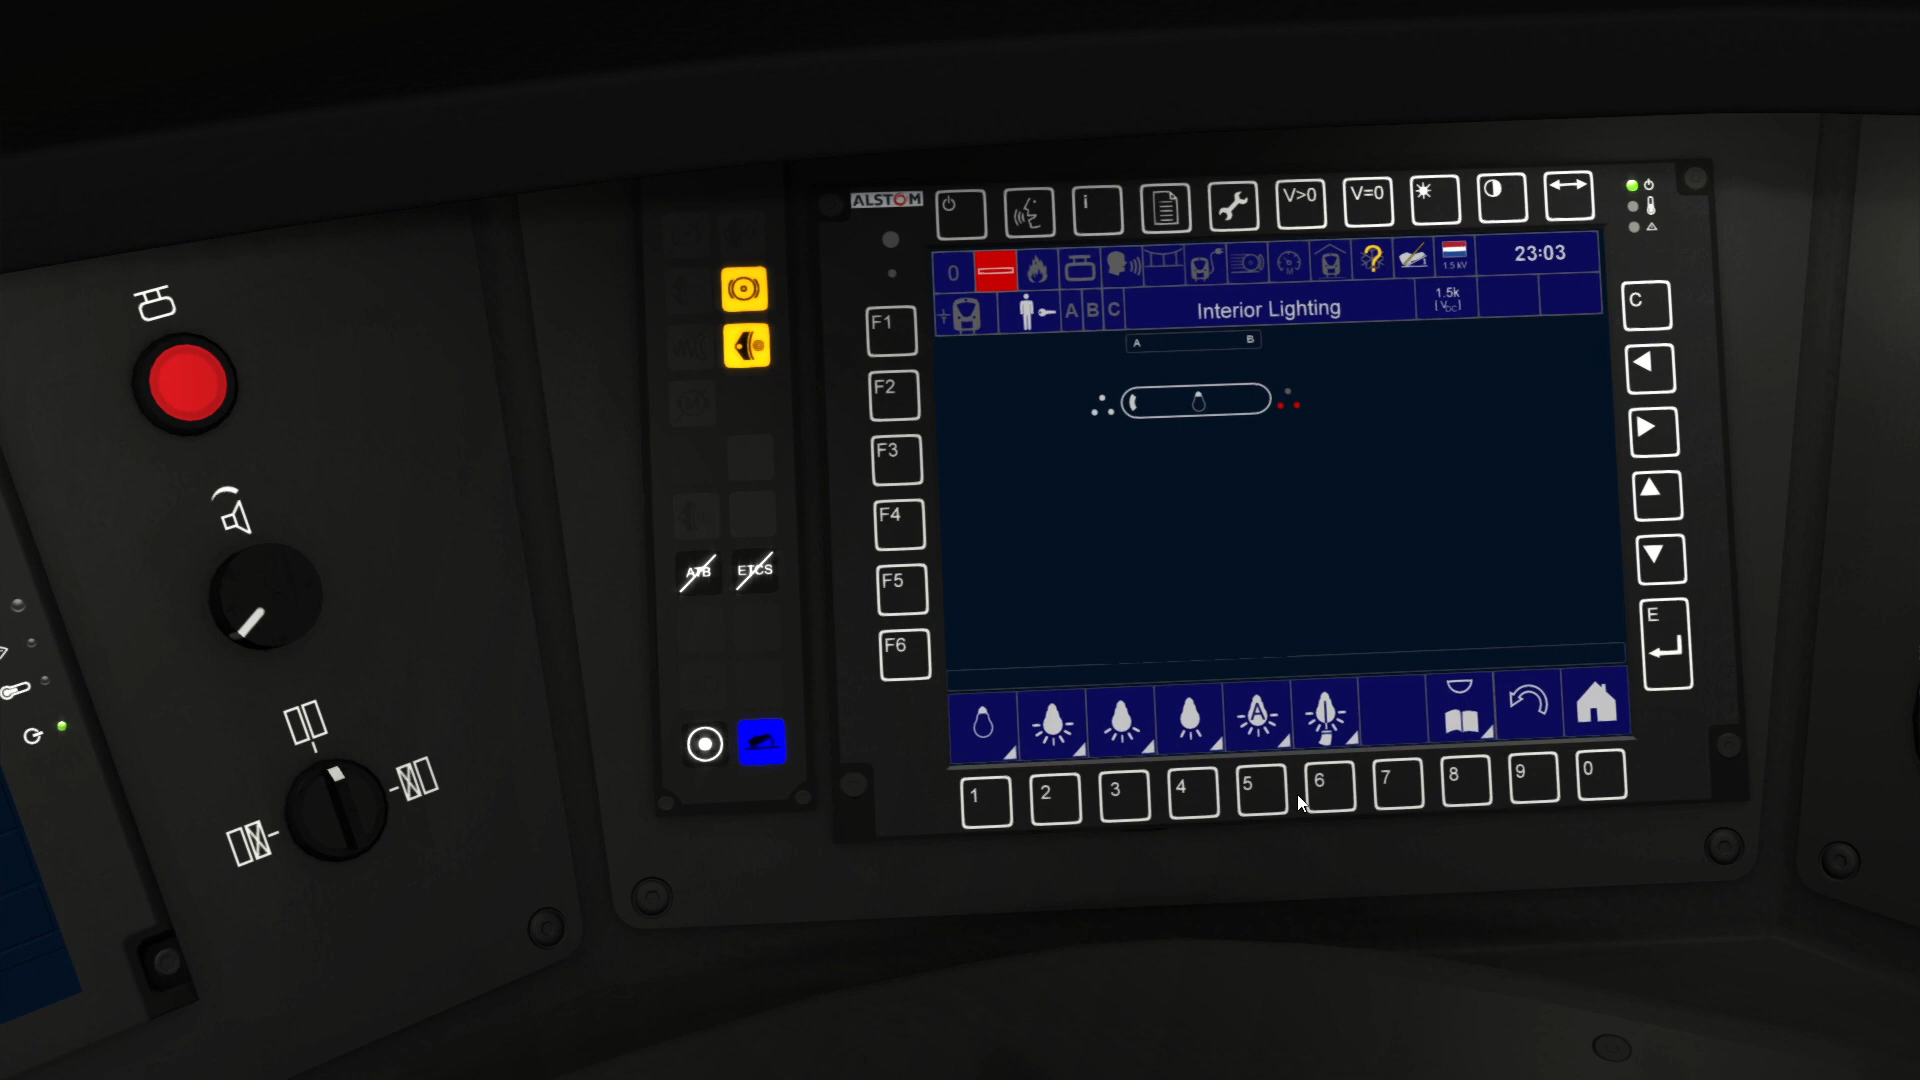 ALSTOM
i
V>0
V=0
0
M
1.5 kV
23:03
A
B
C
Interior Lighting
1.5k
[VDC]
A
B
F1
F2
F3
F4
F5
F6
ATB
ETCS
C
E
A
1
2
3
4
5
6
7
8
9
0